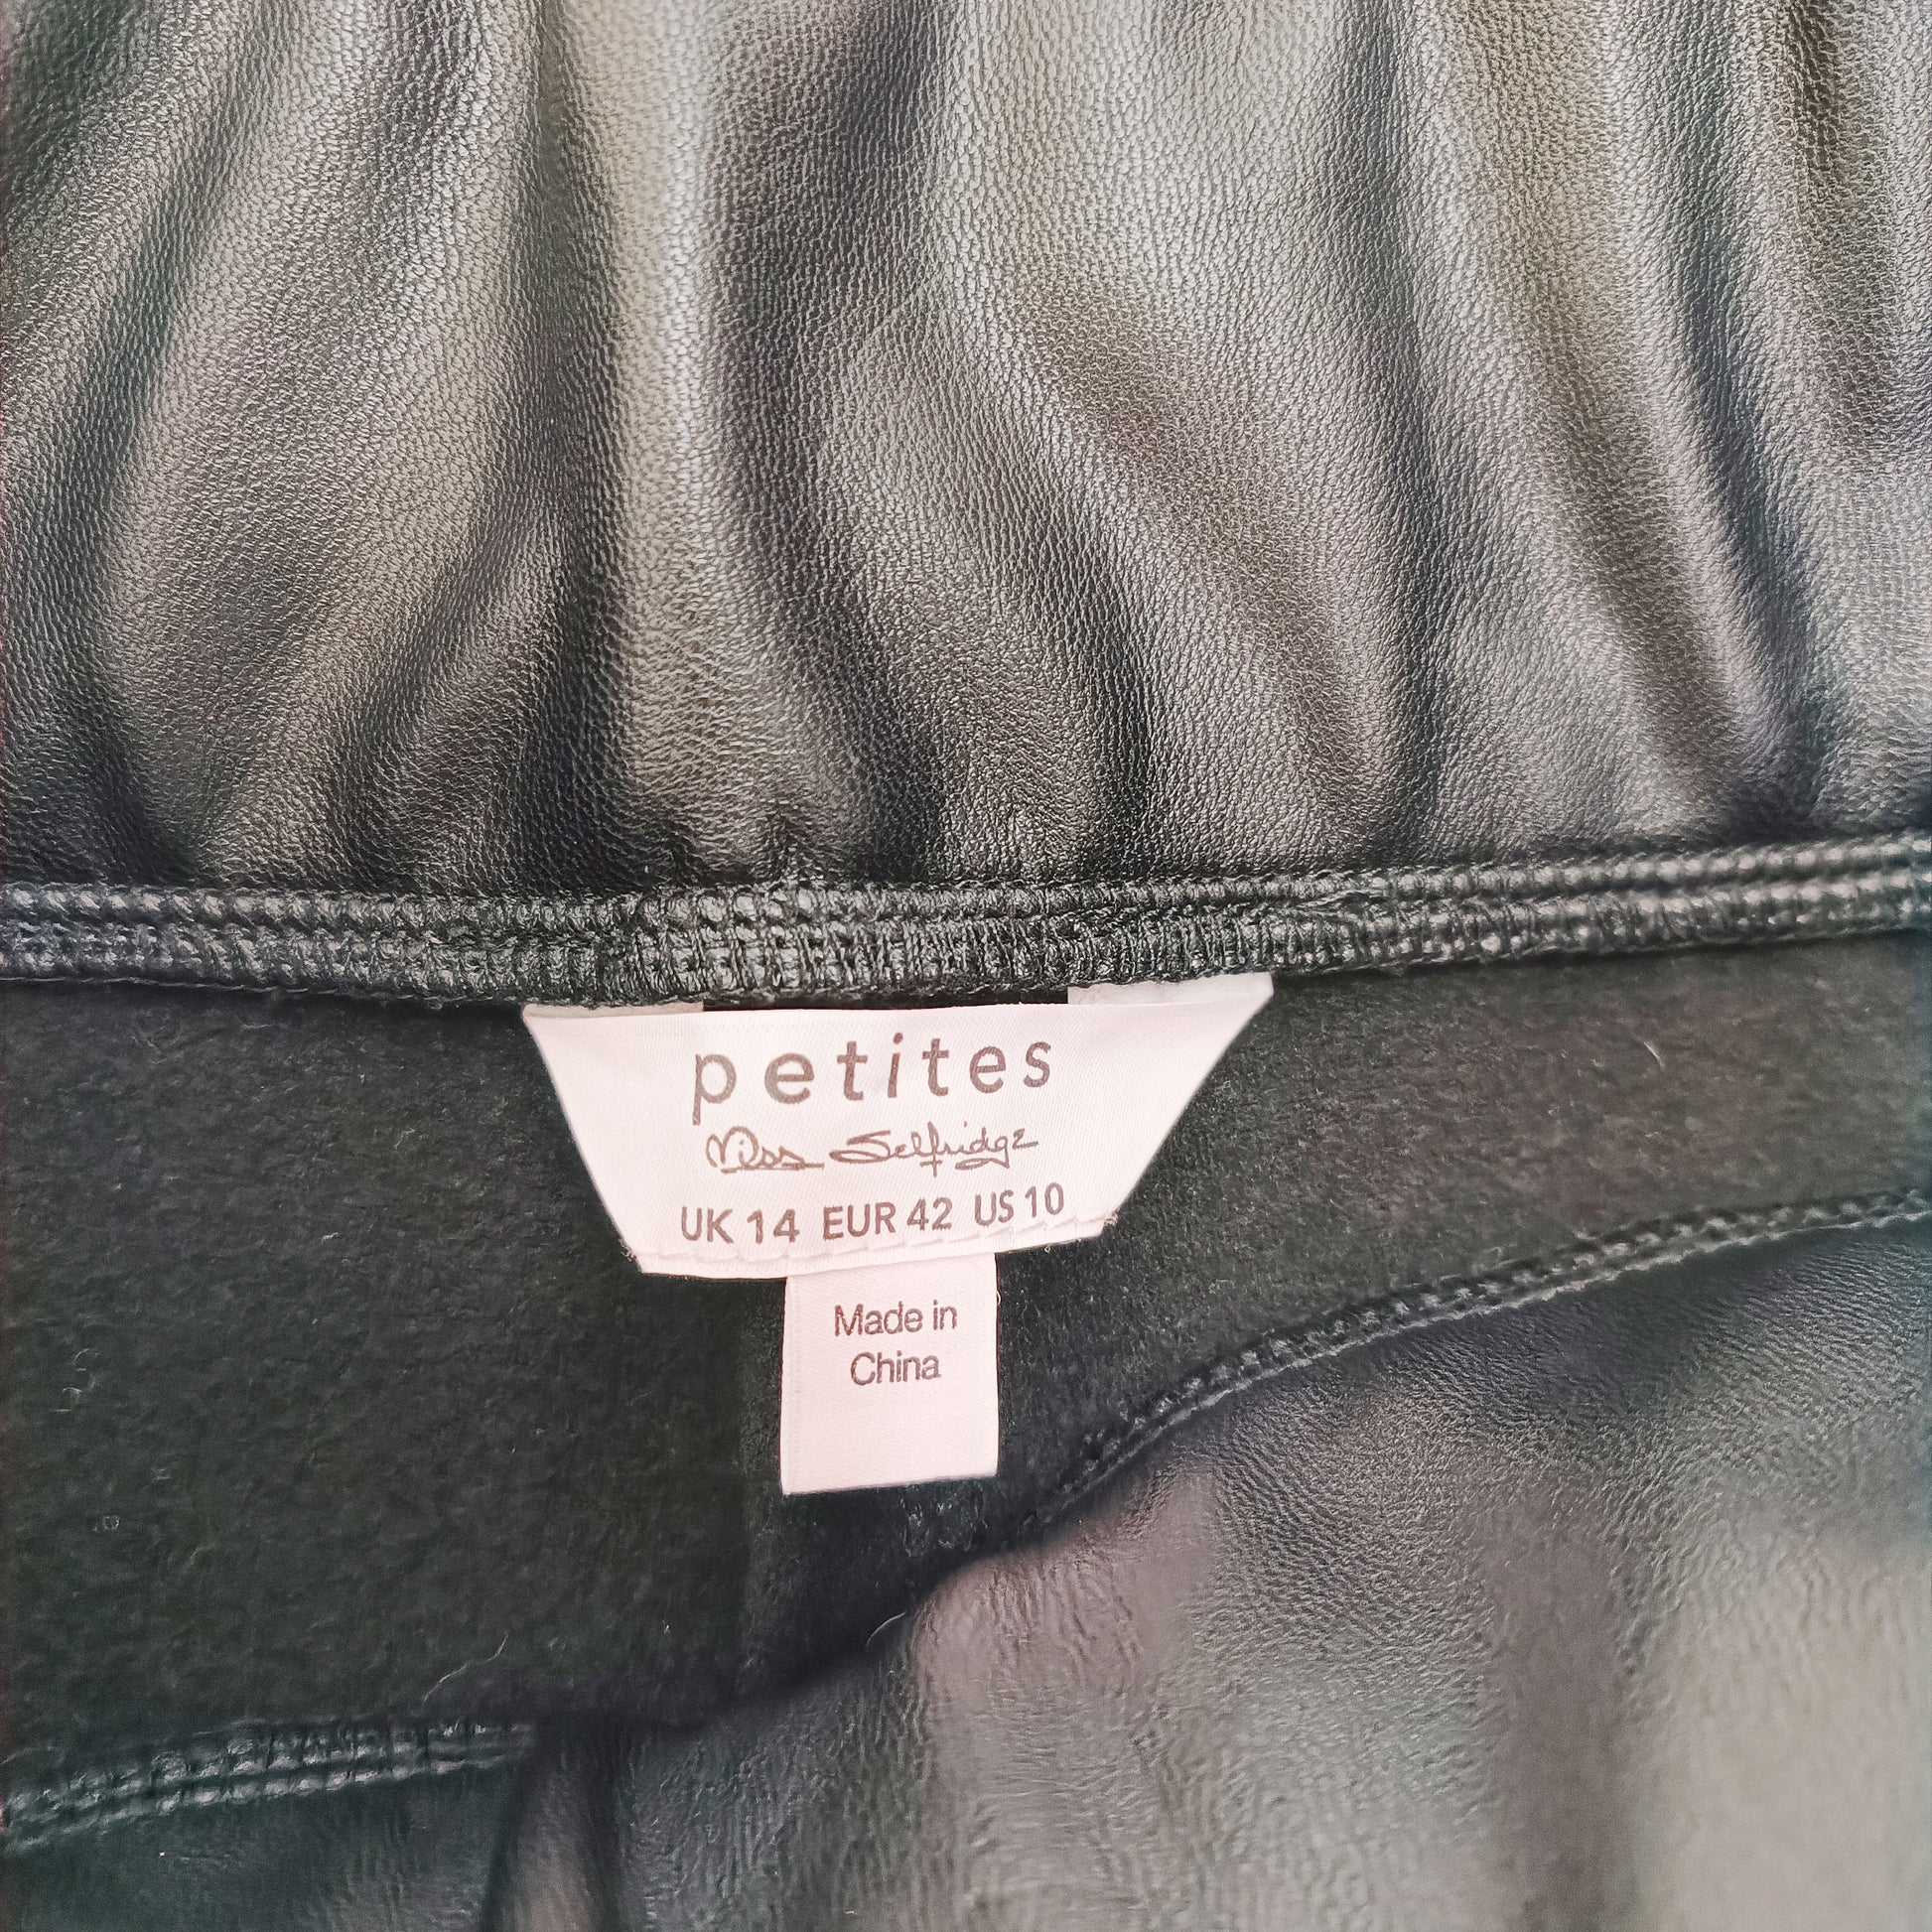 petites
Miss Selfridge
UK 14 EUR 42 US 10
Made in
China